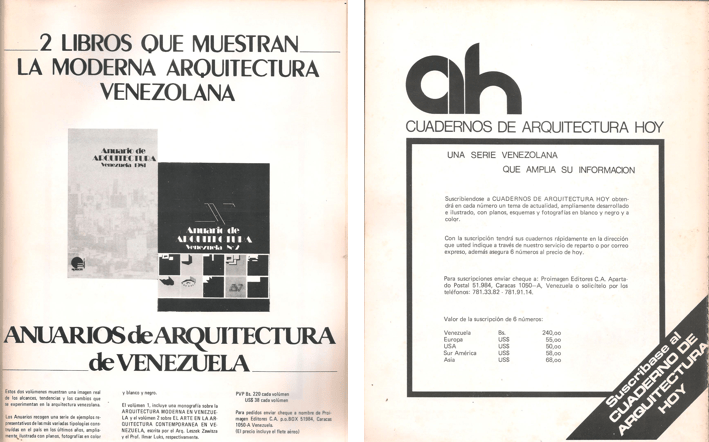 2 LIBROS QUE MUESTRAN
LA MODERNA ARQUITECTURA
VENEZOLANA
Anuario de
ARQUITECTURA
Venezuela 1981
Anuario de
ARQUITECTURA
Venezuela Nº 2
ANUARIOS de ARQUITECTURA
de VENEZUELA
Estos dos volúmenes muestran una imagen real
de los alcances, tendencias y los cambios que
se experimentan en la arquitectura venezolana.
Los Anuarios recogen una serie de ejemplos re-
presentativos de las más variadas tipologías cons-
truidas en el país en los últimos años, amplia-
mente ilustrado con planos, fotografías en color
y blanco y negro.
El volúmen 1, incluye una monografía sobre la
ARQUITECTURA MODERNA EN VENEZUE-
LA y el volúmen 2 sobre EL ARTE EN LA AR-
QUITECTURA CONTEMPORANEA EN VE-
NEZUELA, escrita por el Arq. Leszek Zawisza
y el Prof. Ilmar Luks, respectivamente.
PVP Bs. 220 cada volúmen
US$ 36 cada volúmen
Para pedidos enviar cheque a nombre de Proi-
magen Editores C.A. p.o.BOX 51984, Caracas
1050-A Venezuela.
(El precio incluye el flete aéreo)
ah
CUADERNOS DE ARQUITECTURA HOY
UNA SERIE VENEZOLANA
QUE AMPLIA SU INFORMACION
Suscribiendose a CUADERNOS DE ARQUITECTURA HOY obten-
drá en cada número un tema de actualidad, ampliamente desarrollado
e ilustrado, con planos, esquemas y fotografías en blanco y negro y a
color.
Con la suscripción tendrá sus cuadernos rápidamente en la dirección
que usted indique a través de nuestro servicio de reparto o por correo
expreso, además asegura 6 números al precio de hoy.
Para suscripciones enviar cheque a: Proimagen Editores C.A. Aparta-
do Postal 51.984, Caracas 1050-A, Venezuela o solicítelo por los
teléfonos: 781.33.82 - 781.91.14.
Valor de la suscripción de 6 números:
Venezuela Bs. 240,oo
Europa US$ 55,oo
USA US$ 50,oo
Sur América US$ 58,oo
Asia US$ 68,oo
Suscríbase al
CUADERNO DE
ARQUITECTURA
HOY